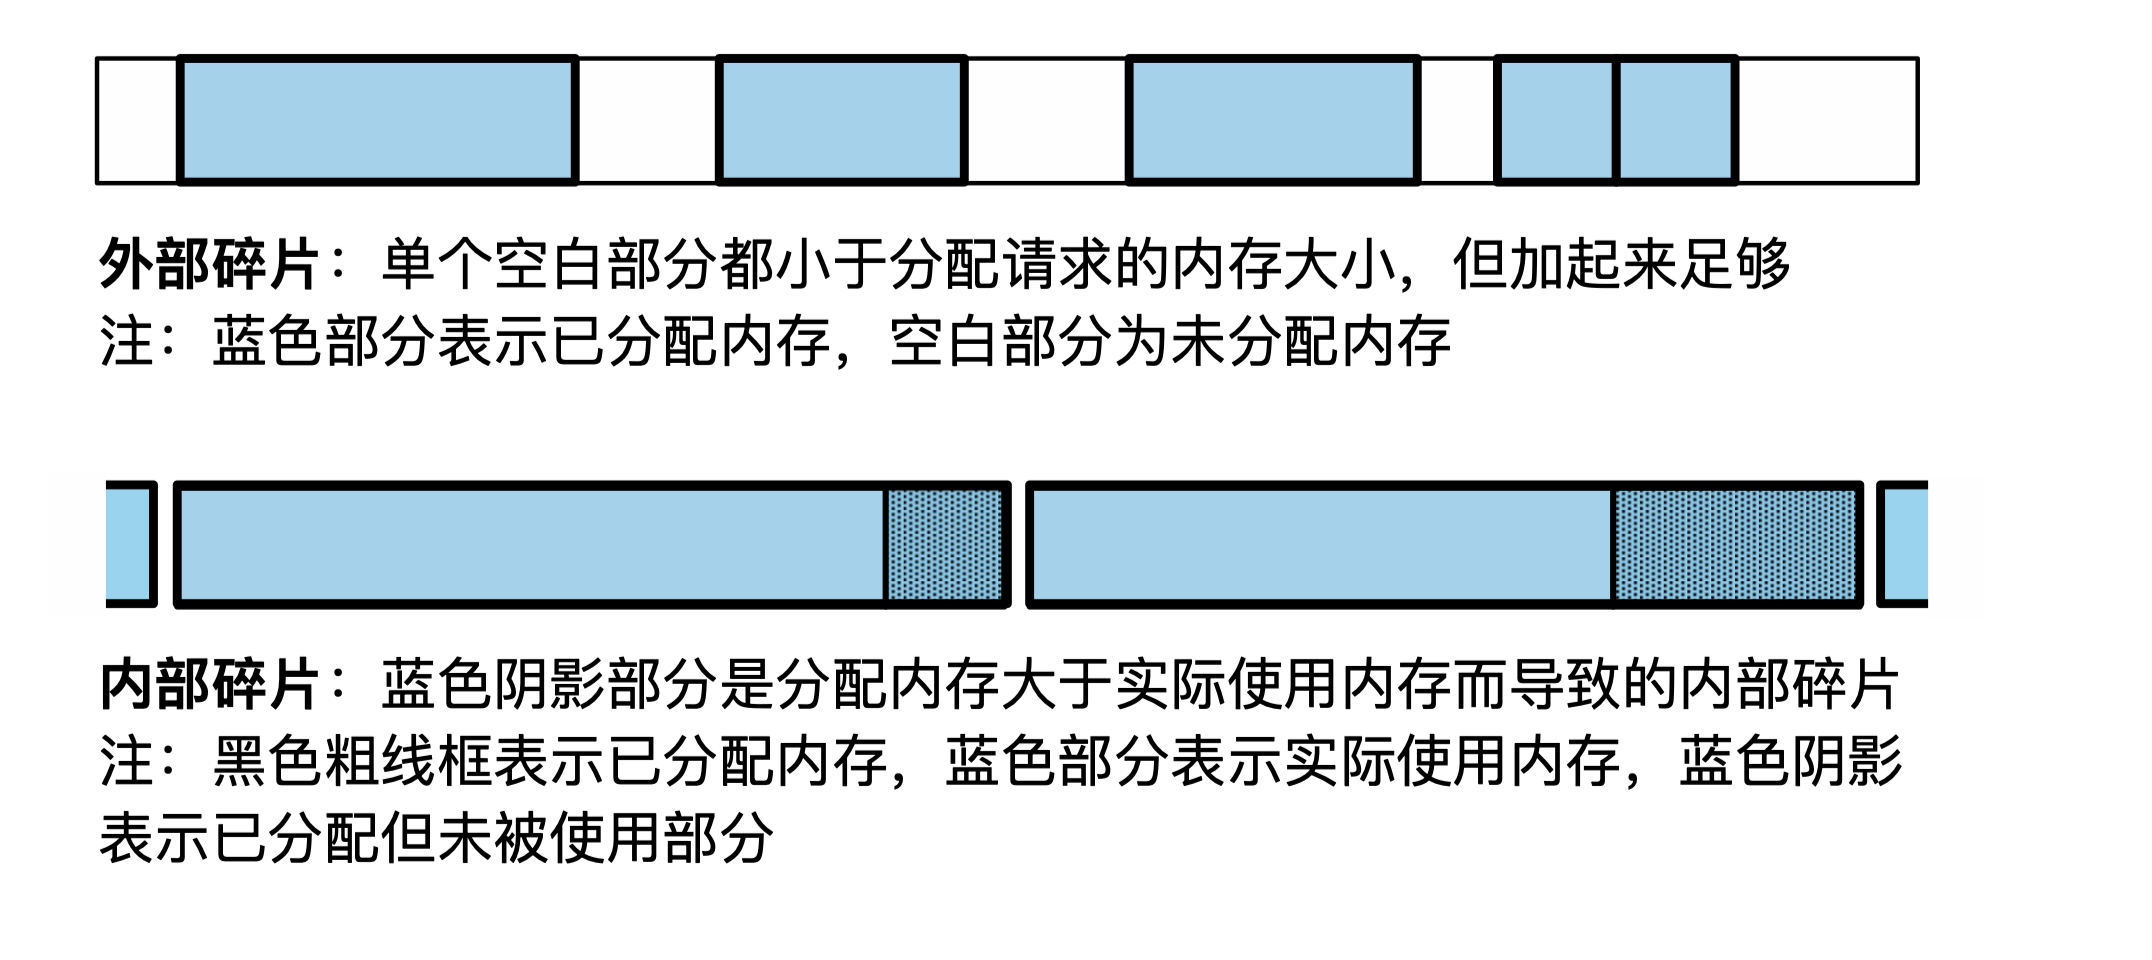 外部碎片：单个空白部分都小于分配请求的内存大小，但加起来足够
注：蓝色部分表示已分配内存，空白部分为未分配内存
内部碎片：蓝色阴影部分是分配内存大于实际使用内存而导致的内部碎片
注：黑色粗线框表示已分配内存，蓝色部分表示实际使用内存，蓝色阴影
表示已分配但未被使用部分